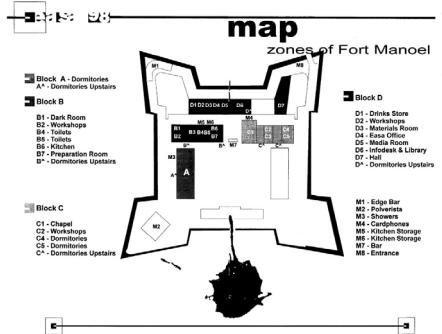 easa 98
map
zones of Fort Manoel
Block A - Dormitories
A^ - Dormitories Upstairs
Block B
B1 - Dark Room
B2 - Workshops
B4 - Toilets
B5 - Toilets
B6 - Kitchen
B7 - Preparation Room
B^ - Dormitories Upstairs
Block C
C1 - Chapel
C2 - Workshops
C4 - Dormitories
C5 - Dormitories
C^ - Dormitories Upstairs
Block D
D1 - Drinks Store
D2 - Workshops
D3 - Materials Room
D4 - Easa Office
D5 - Media Room
D6 - Infodesk & Library
D7 - Hall
D^ - Dormitories Upstairs
M1 - Edge Bar
M2 - Polverista
M3 - Showers
M4 - Cardphones
M5 - Kitchen Storage
M6 - Kitchen Storage
M7 - Bar
M8 - Entrance
M1
M8
D1 D2 D3 D4 D5 D6
D^
D7
M5 M6
M4
B1
B2
B3 B4 B5
B6
B7
M7
B^
B^
C^
C^
M3
A^
A
M2